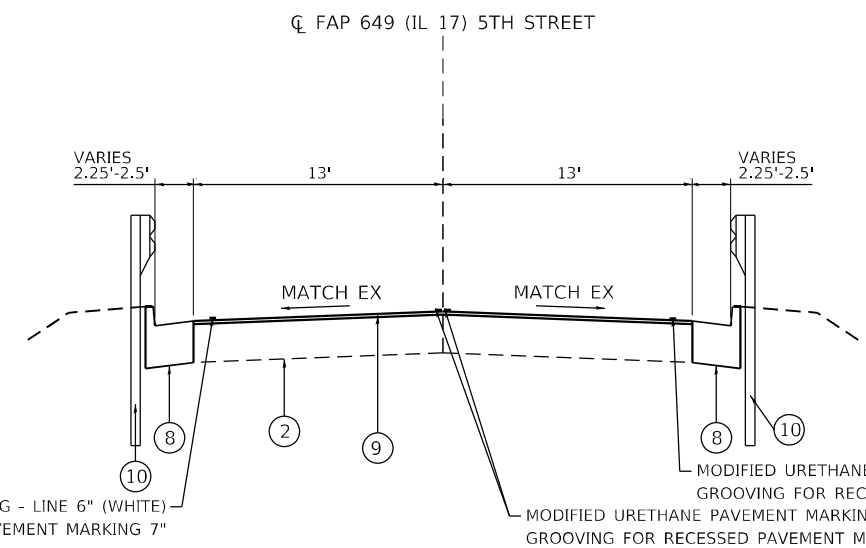 ℄ FAP 649 (IL 17) 5TH STREET
VARIES
2.25'-2.5'
13'
13'
VARIES
2.25'-2.5'
MATCH EX
MATCH EX
8
2
9
8
10
10
G - LINE 6" (WHITE)
VEMENT MARKING 7"
MODIFIED URETHANE
GROOVING FOR REC
MODIFIED URETHANE PAVEMENT MARKIN
GROOVING FOR RECESSED PAVEMENT M